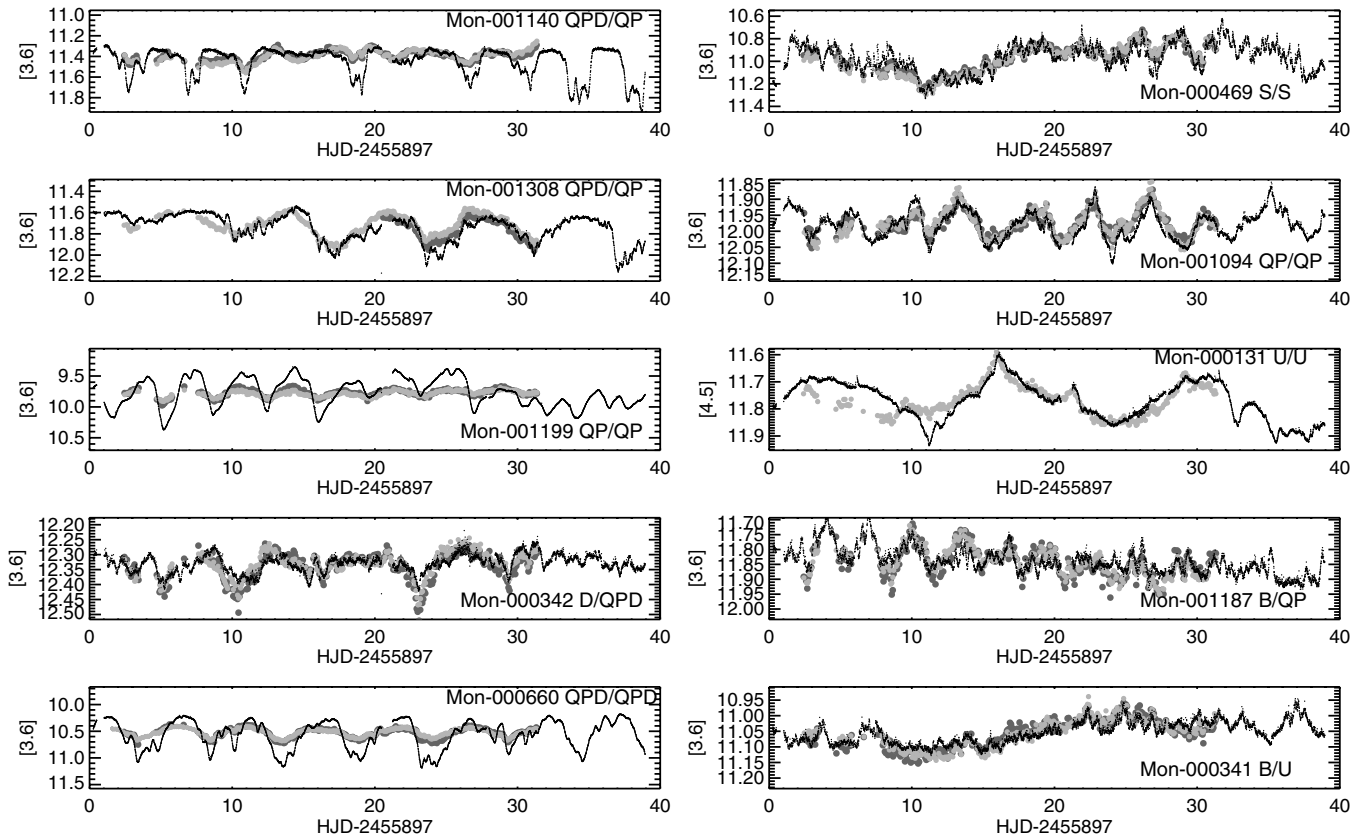 Mon-001140 QPD/QP
[3.6]
11.0
11.2
11.4
11.6
11.8
0 10 20 30 40
HJD-2455897
Mon-000469 S/S
[3.6]
10.6
10.8
11.0
11.2
11.4
0 10 20 30 40
HJD-2455897
Mon-001308 QPD/QP
[3.6]
11.4
11.6
11.8
12.0
12.2
0 10 20 30 40
HJD-2455897
Mon-001094 QP/QP
[3.6]
11.85
11.90
11.95
12.00
12.05
12.10
12.15
0 10 20 30 40
HJD-2455897
Mon-001199 QP/QP
[3.6]
9.5
10.0
10.5
0 10 20 30 40
HJD-2455897
Mon-000131 U/U
[4.5]
11.6
11.7
11.8
11.9
0 10 20 30 40
HJD-2455897
Mon-000342 D/QPD
[3.6]
12.20
12.25
12.30
12.35
12.40
12.45
12.50
0 10 20 30 40
HJD-2455897
Mon-001187 B/QP
[3.6]
11.70
11.75
11.80
11.85
11.90
11.95
12.00
0 10 20 30 40
HJD-2455897
Mon-000660 QPD/QPD
[3.6]
10.0
10.5
11.0
11.5
0 10 20 30 40
HJD-2455897
Mon-000341 B/U
[3.6]
10.95
11.00
11.05
11.10
11.15
11.20
0 10 20 30 40
HJD-2455897